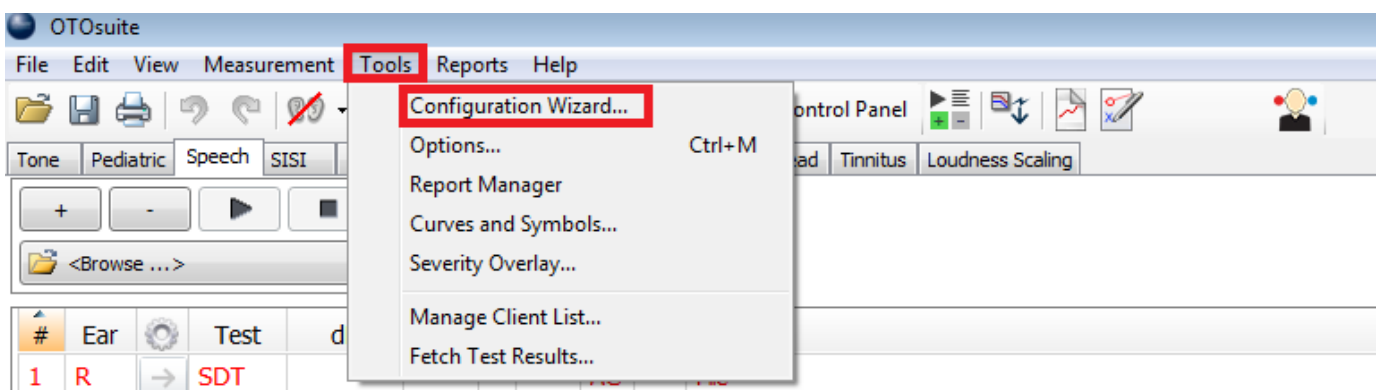 OTOsuite
File Edit View Measurement Tools Reports Help
Configuration Wizard...
ontrol Panel
Options... Ctrl+M
Tone Pediatric Speech SISI
ad Tinnitus Loudness Scaling
Report Manager
+ -
Curves and Symbols...
<Browse ...>
Severity Overlay...
Manage Client List...
# Ear Test d
Fetch Test Results...
1 R SDT